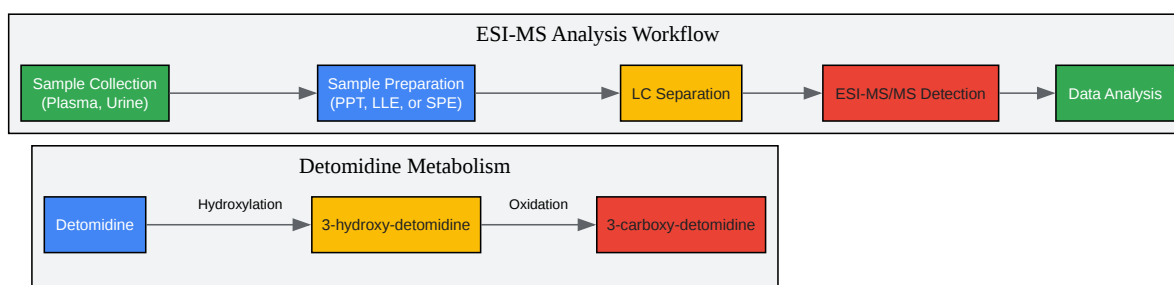 ESI-MS Analysis Workflow
Sample Collection
(Plasma, Urine)
Sample Preparation
(PPT, LLE, or SPE)
LC Separation
ESI-MS/MS Detection
Data Analysis
Detomidine Metabolism
Detomidine
Hydroxylation
3-hydroxy-detomidine
Oxidation
3-carboxy-detomidine